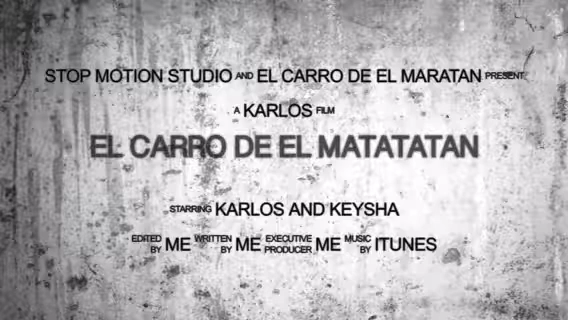 STOP MOTION STUDIO AND EL CARRO DE EL MARATAN PRESENT
A KARLOS FILM
EL CARRO DE EL MATATATAN
STARRING KARLOS AND KEYSHA
EDITED BY ME WRITTEN BY ME EXECUTIVE PRODUCER ME MUSIC BY ITUNES